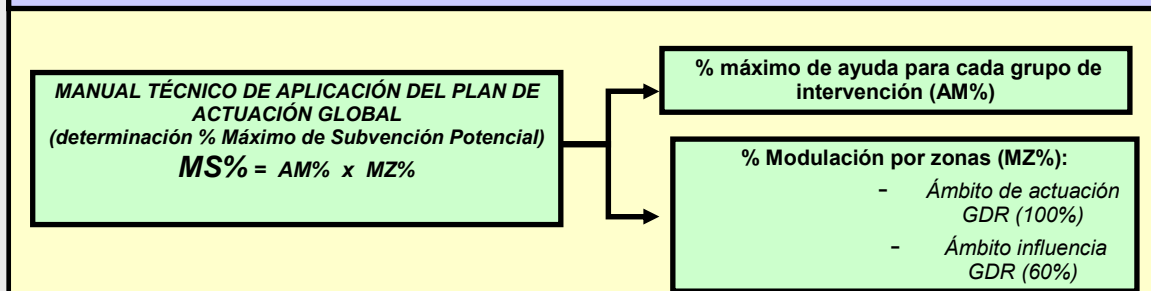 MANUAL TÉCNICO DE APLICACIÓN DEL PLAN DE
ACTUACIÓN GLOBAL
(determinación % Máximo de Subvención Potencial)
MS% = AM% x MZ%
% máximo de ayuda para cada grupo de
intervención (AM%)
% Modulación por zonas (MZ%):
- Ámbito de actuación
GDR (100%)
- Ámbito influencia
GDR (60%)